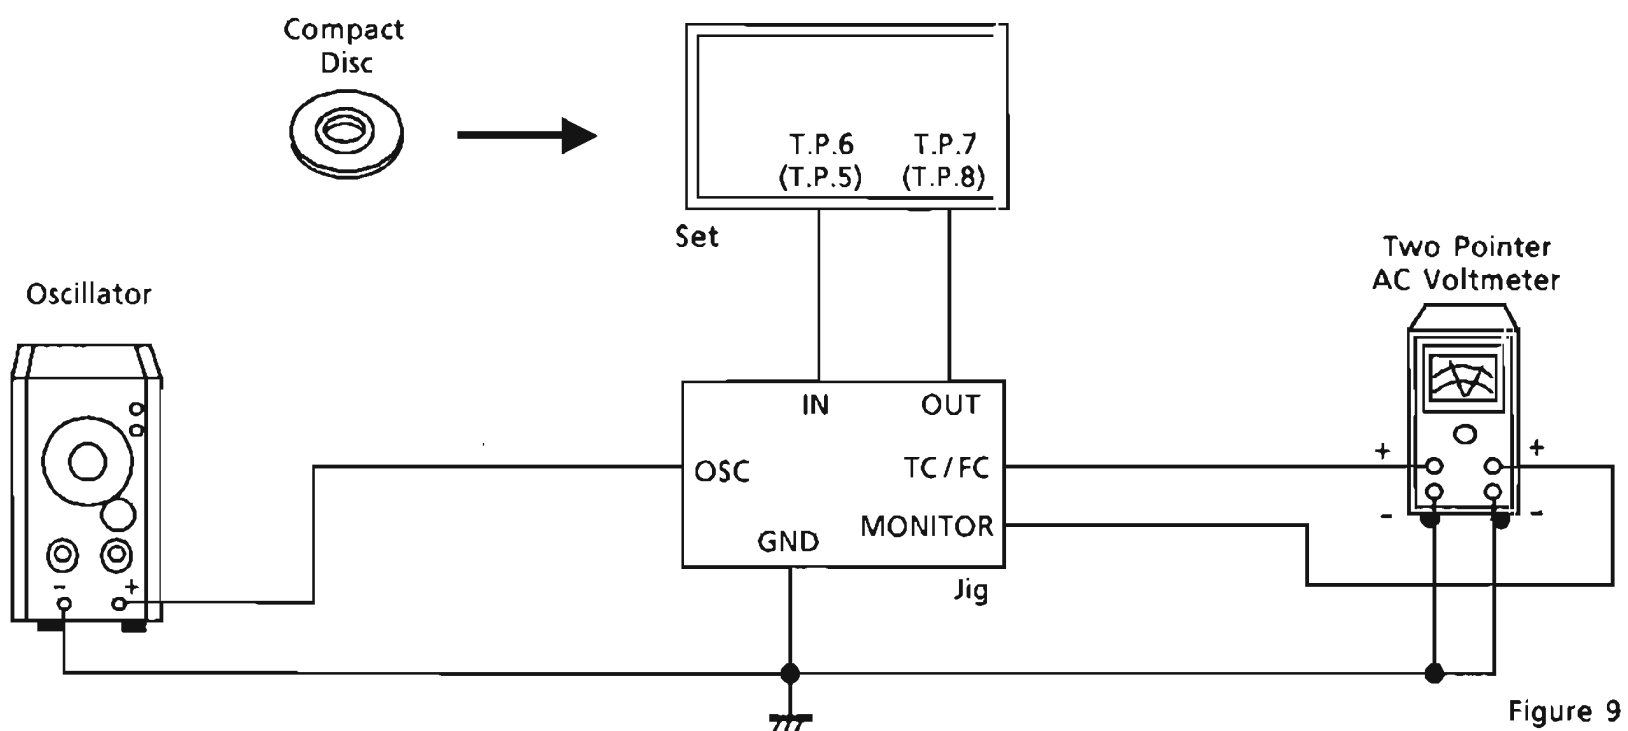 Compact
Disc
T.P.6 T.P.7
(T.P.5) (T.P.8)
Set
Two Pointer
AC Voltmeter
Oscillator
IN OUT
OSC TC/FC
MONITOR
GND
Jig
+ +
- -
- +
Figure 9